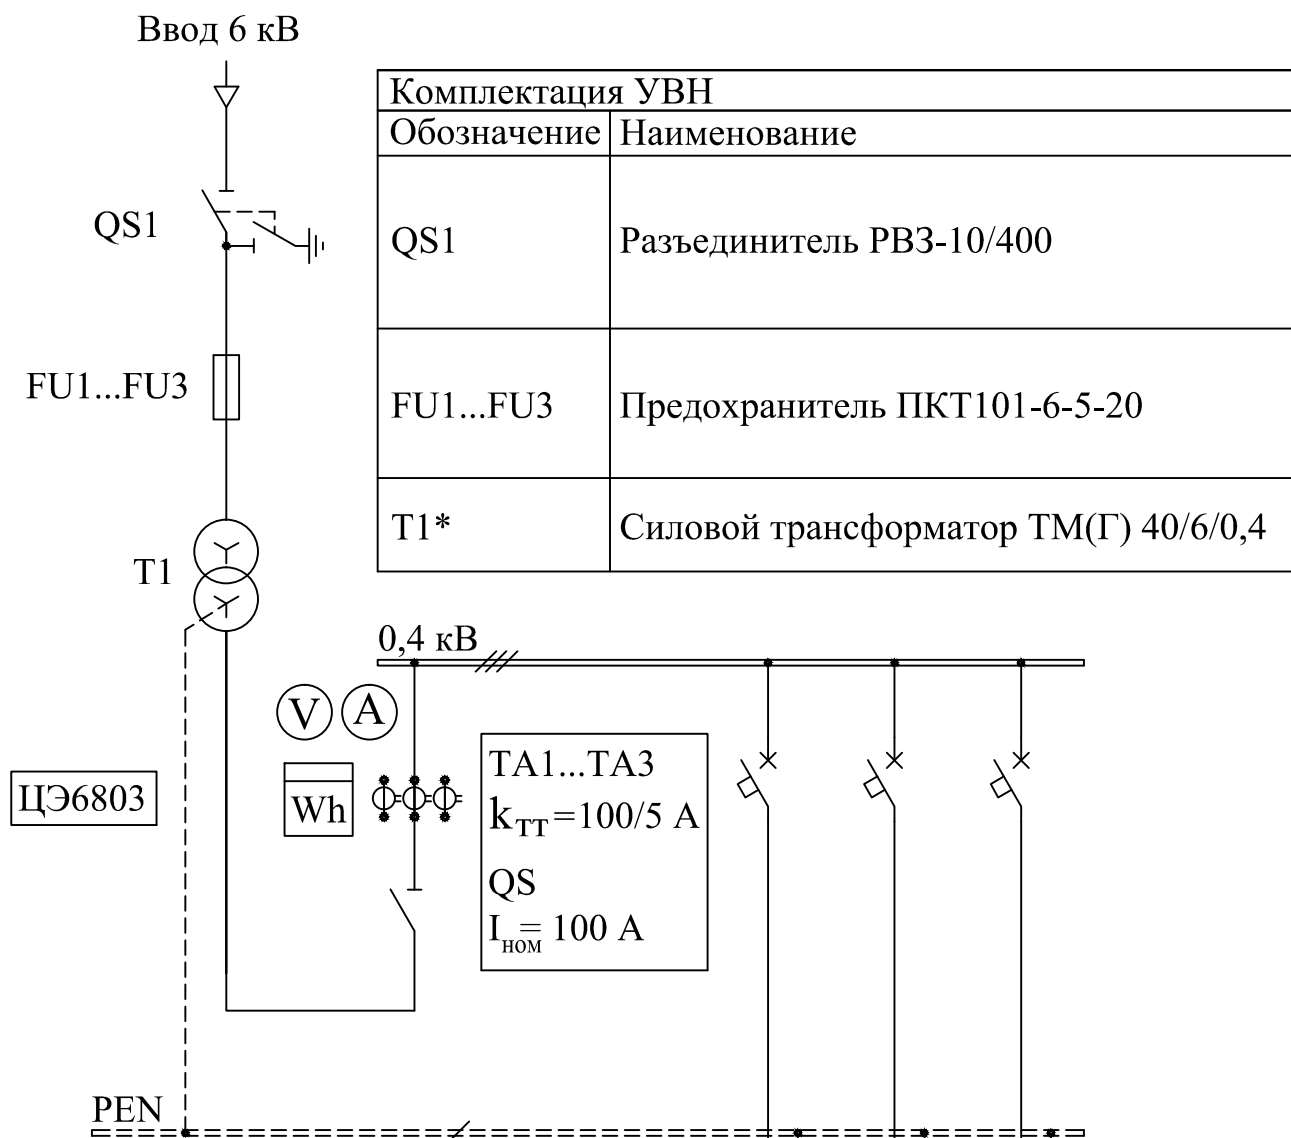 Ввод 6 кВ
Комплектация УВН
Обозначение Наименование
QS1
QS1 Разъединитель РВЗ-10/400
FU1...FU3
FU1...FU3 Предохранитель ПКТ101-6-5-20
T1
T1* Силовой трансформатор ТМ(Г) 40/6/0,4
0,4 кВ
V A
ЦЭ6803
Wh
TA1...TA3
kтт=100/5 А
QS
Iном= 100 А
PEN